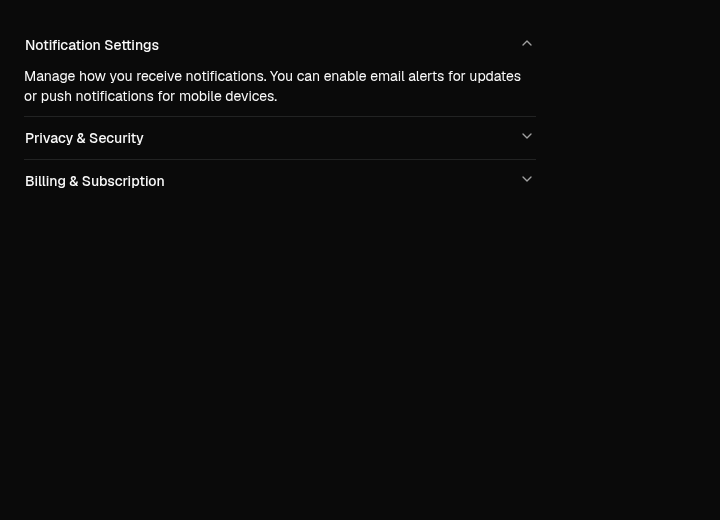 Notification Settings
Manage how you receive notifications. You can enable email alerts for updates
or push notifications for mobile devices.
Privacy & Security
Billing & Subscription